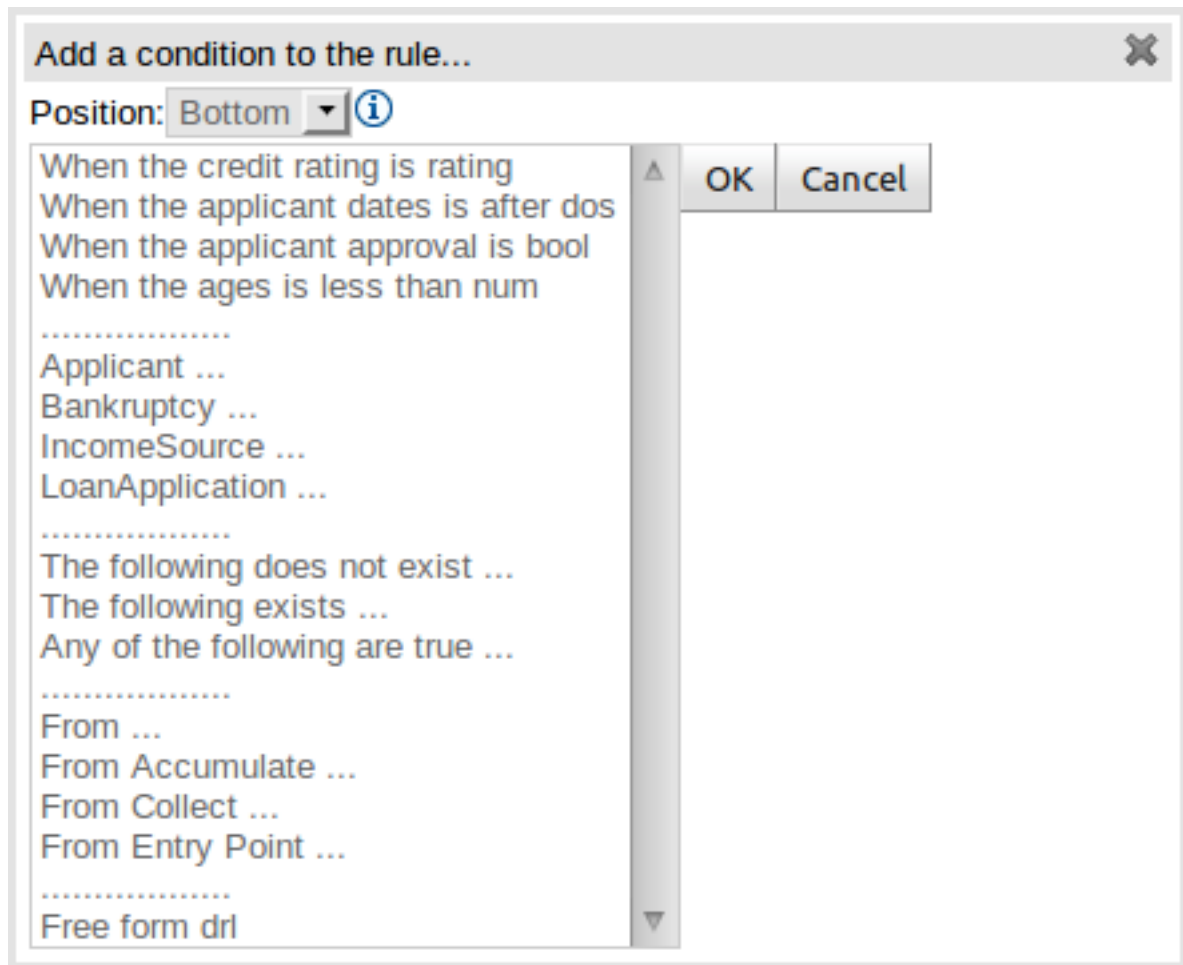 Add a condition to the rule...
Position: Bottom
When the credit rating is rating
OK Cancel
When the applicant dates is after dos
When the applicant approval is bool
When the ages is less than num
..................
Applicant ...
Bankruptcy ...
IncomeSource ...
LoanApplication ...
..................
The following does not exist ...
The following exists ...
Any of the following are true ...
..................
From ...
From Accumulate ...
From Collect ...
From Entry Point ...
..................
Free form drl